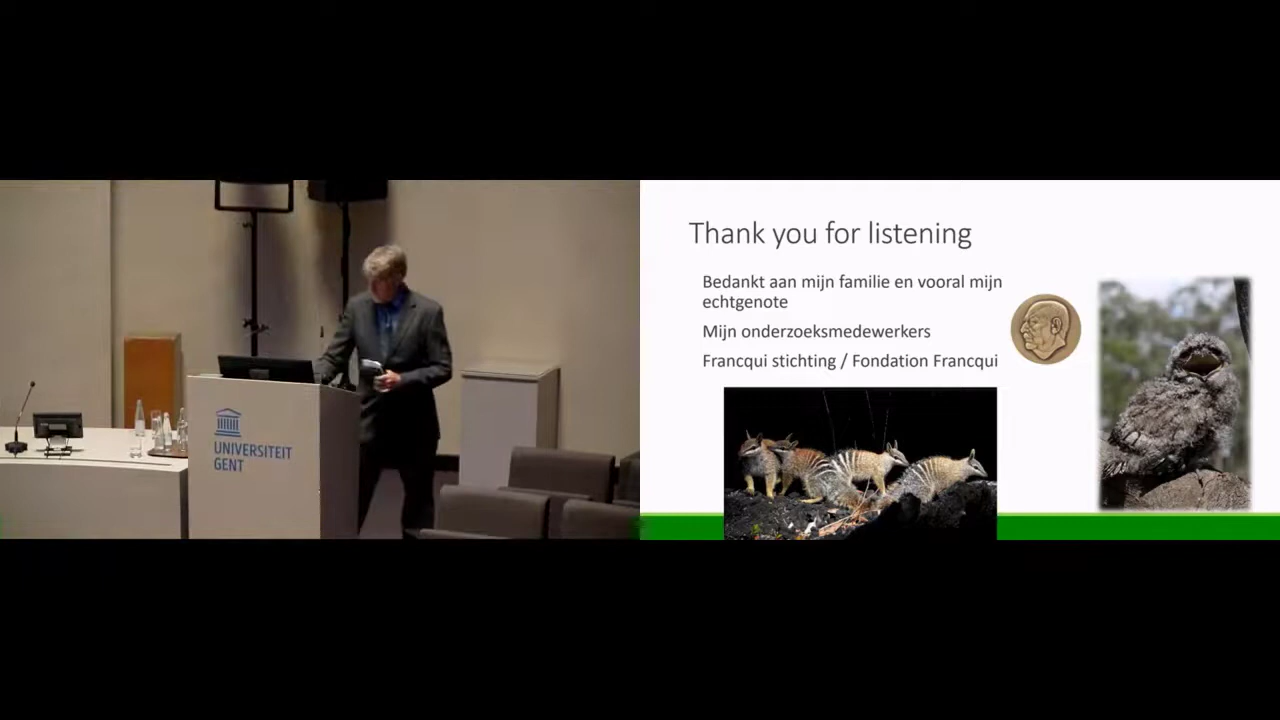 UNIVERSITEIT
GENT
Thank you for listening
Bedankt aan mijn familie en vooral mijn
echtgenote
Mijn onderzoeksmedewerkers
Francqui stichting / Fondation Francqui